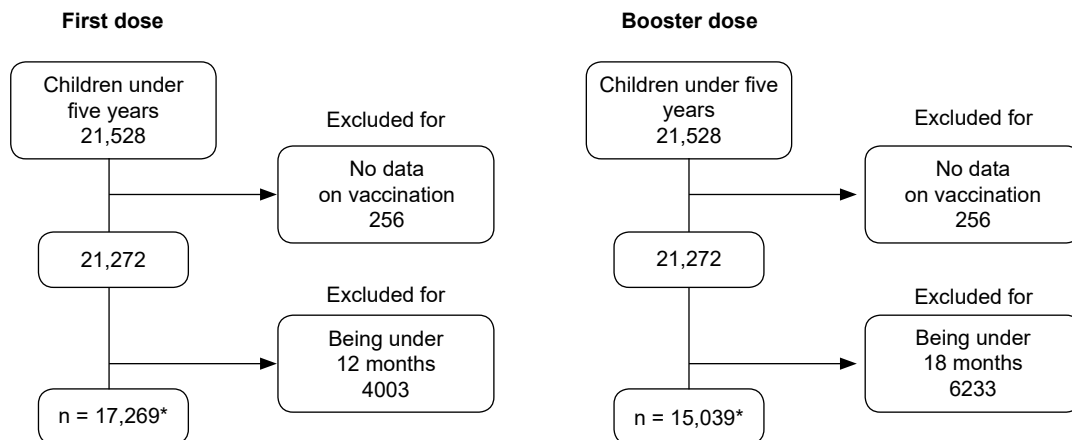 First dose
Children under
five years
21,528
Excluded for
No data
on vaccination
256
21,272
Excluded for
Being under
12 months
4003
n = 17,269*
Booster dose
Children under five
years
21,528
Excluded for
No data
on vaccination
256
21,272
Excluded for
Being under
18 months
6233
n = 15,039*